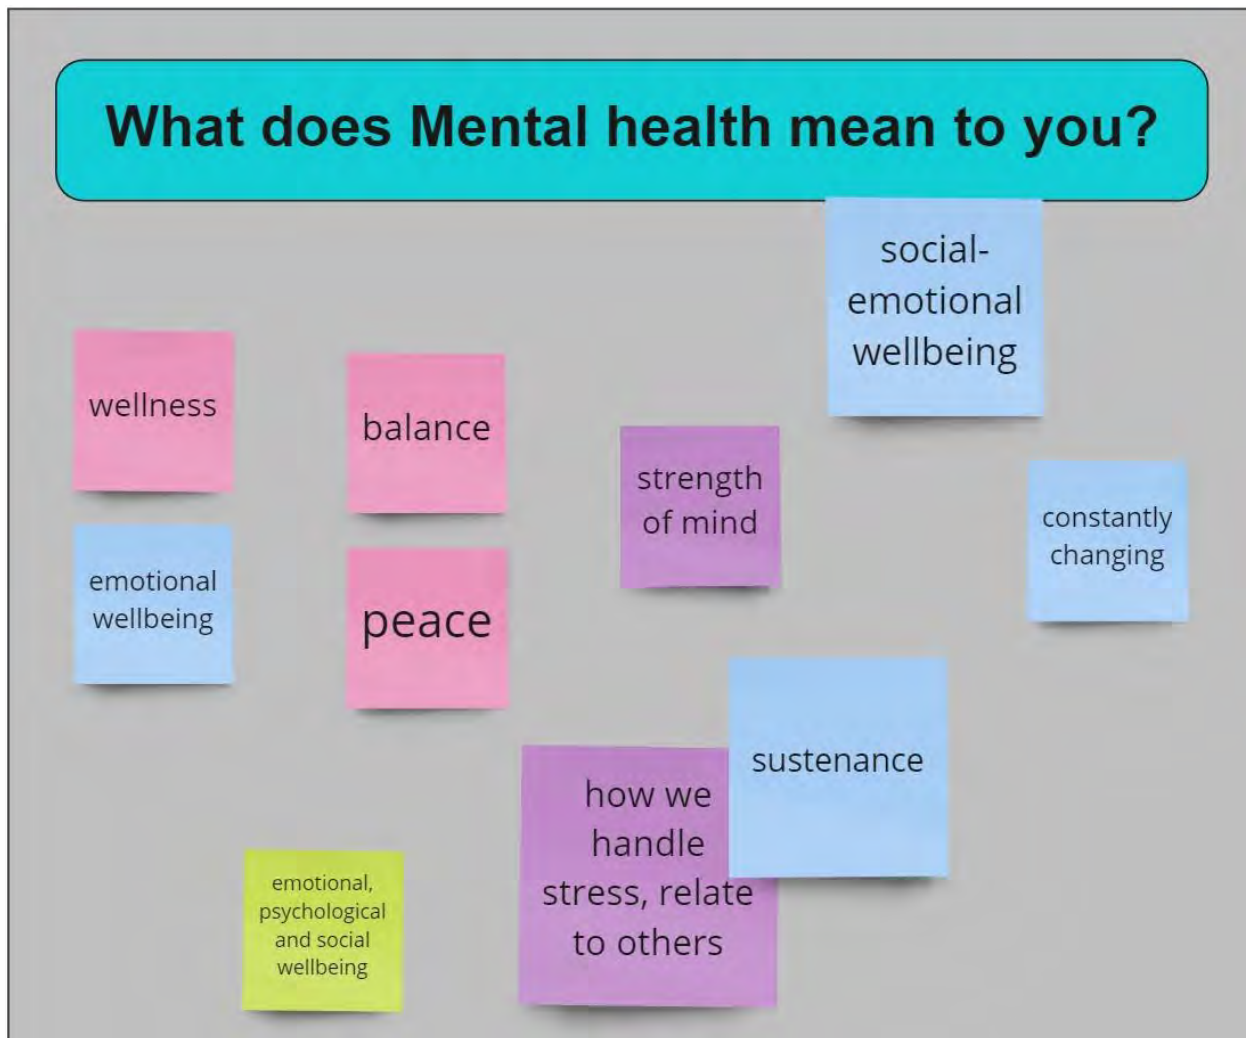 What does Mental health mean to you?
social-
emotional
wellbeing
wellness
balance
strength
of mind
constantly
changing
emotional
wellbeing
peace
sustenance
how we
handle
stress, relate
to others
emotional,
psychological
and social
wellbeing